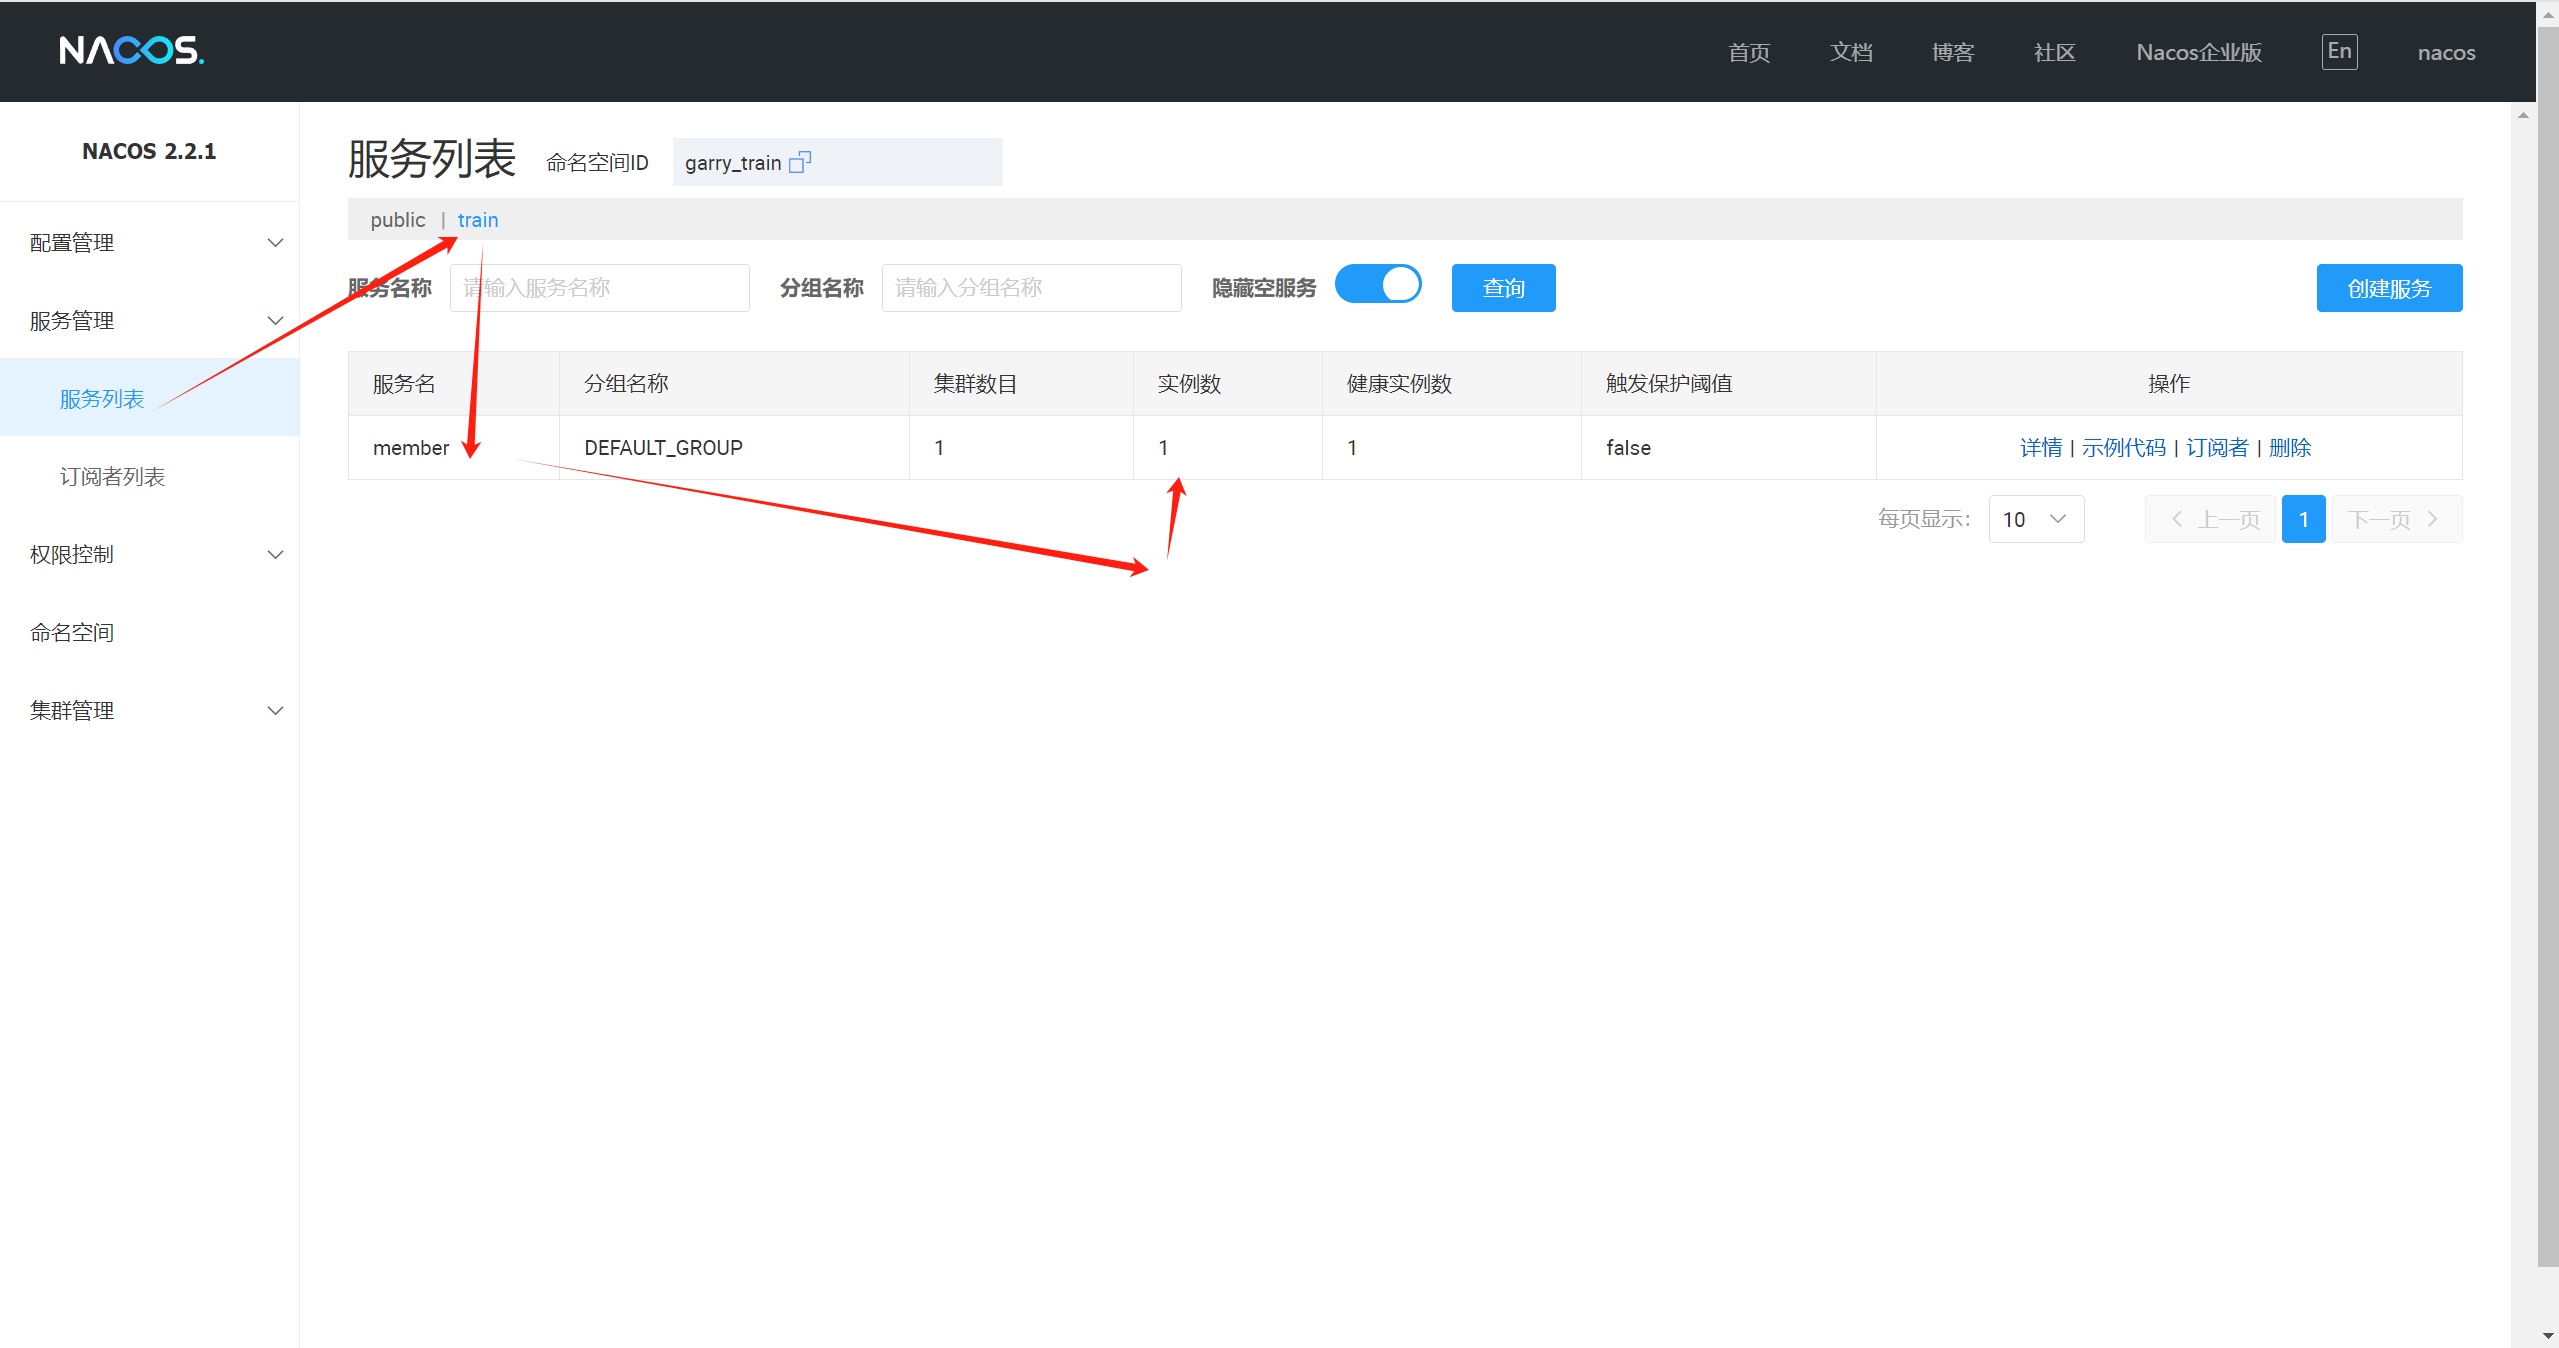 NACOS.
首页 文档 博客 社区 Nacos企业版 En nacos
NACOS 2.2.1
配置管理
服务管理
服务列表
订阅者列表
权限控制
命名空间
集群管理
服务列表 命名空间ID garry_train
public | train
服务名称 请输入服务名称 分组名称 请输入分组名称 隐藏空服务 查询 创建服务
服务名 分组名称 集群数目 实例数 健康实例数 触发保护阈值 操作
member DEFAULT_GROUP 1 1 1 false 详情 | 示例代码 | 订阅者 | 删除
每页显示: 10 上一页 1 下一页